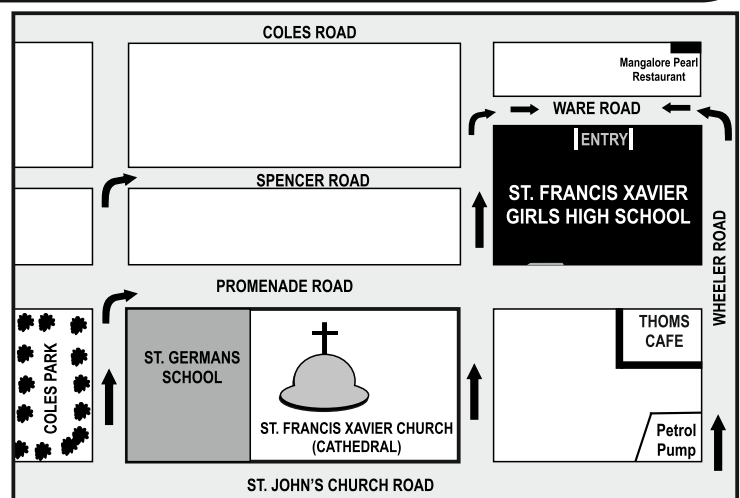 COLES ROAD
Mangalore Pearl
Restaurant
WARE ROAD
ENTRY
SPENCER ROAD
ST. FRANCIS XAVIER
GIRLS HIGH SCHOOL
WHEELER ROAD
PROMENADE ROAD
THOMS
CAFE
ST. GERMANS
SCHOOL
COLES PARK
ST. FRANCIS XAVIER CHURCH
(CATHEDRAL)
Petrol
Pump
ST. JOHN'S CHURCH ROAD